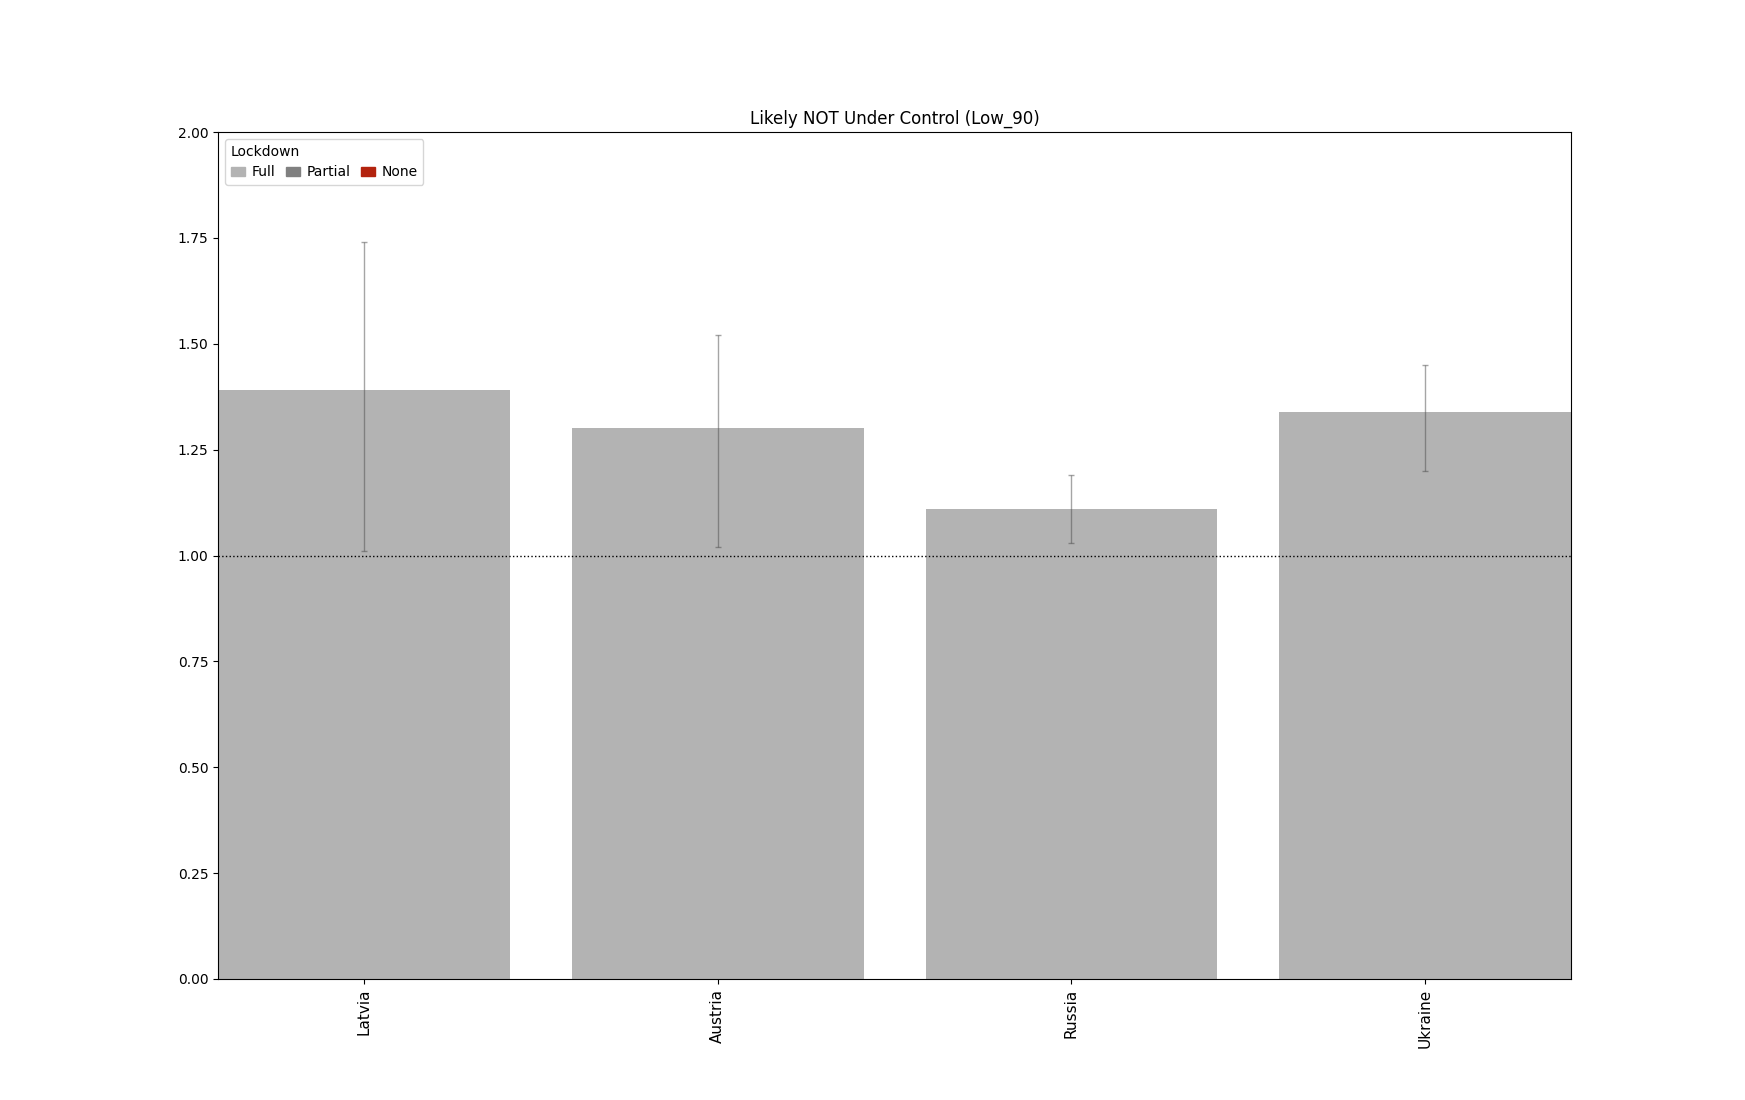 Likely NOT Under Control (Low_90)
Lockdown
Full Partial None
2.00
1.75
1.50
1.25
1.00
0.75
0.50
0.25
0.00
Latvia
Austria
Russia
Ukraine